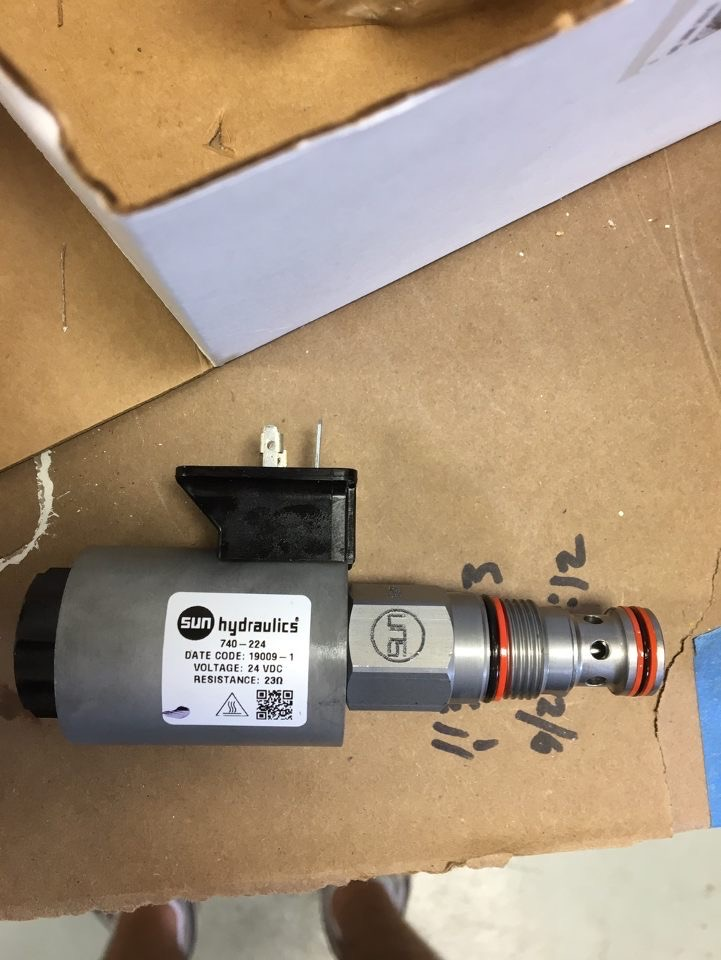 sun hydraulics
740-224
DATE CODE: 19009-1
VOLTAGE: 24 VDC
RESISTANCE: 23Ω
sun